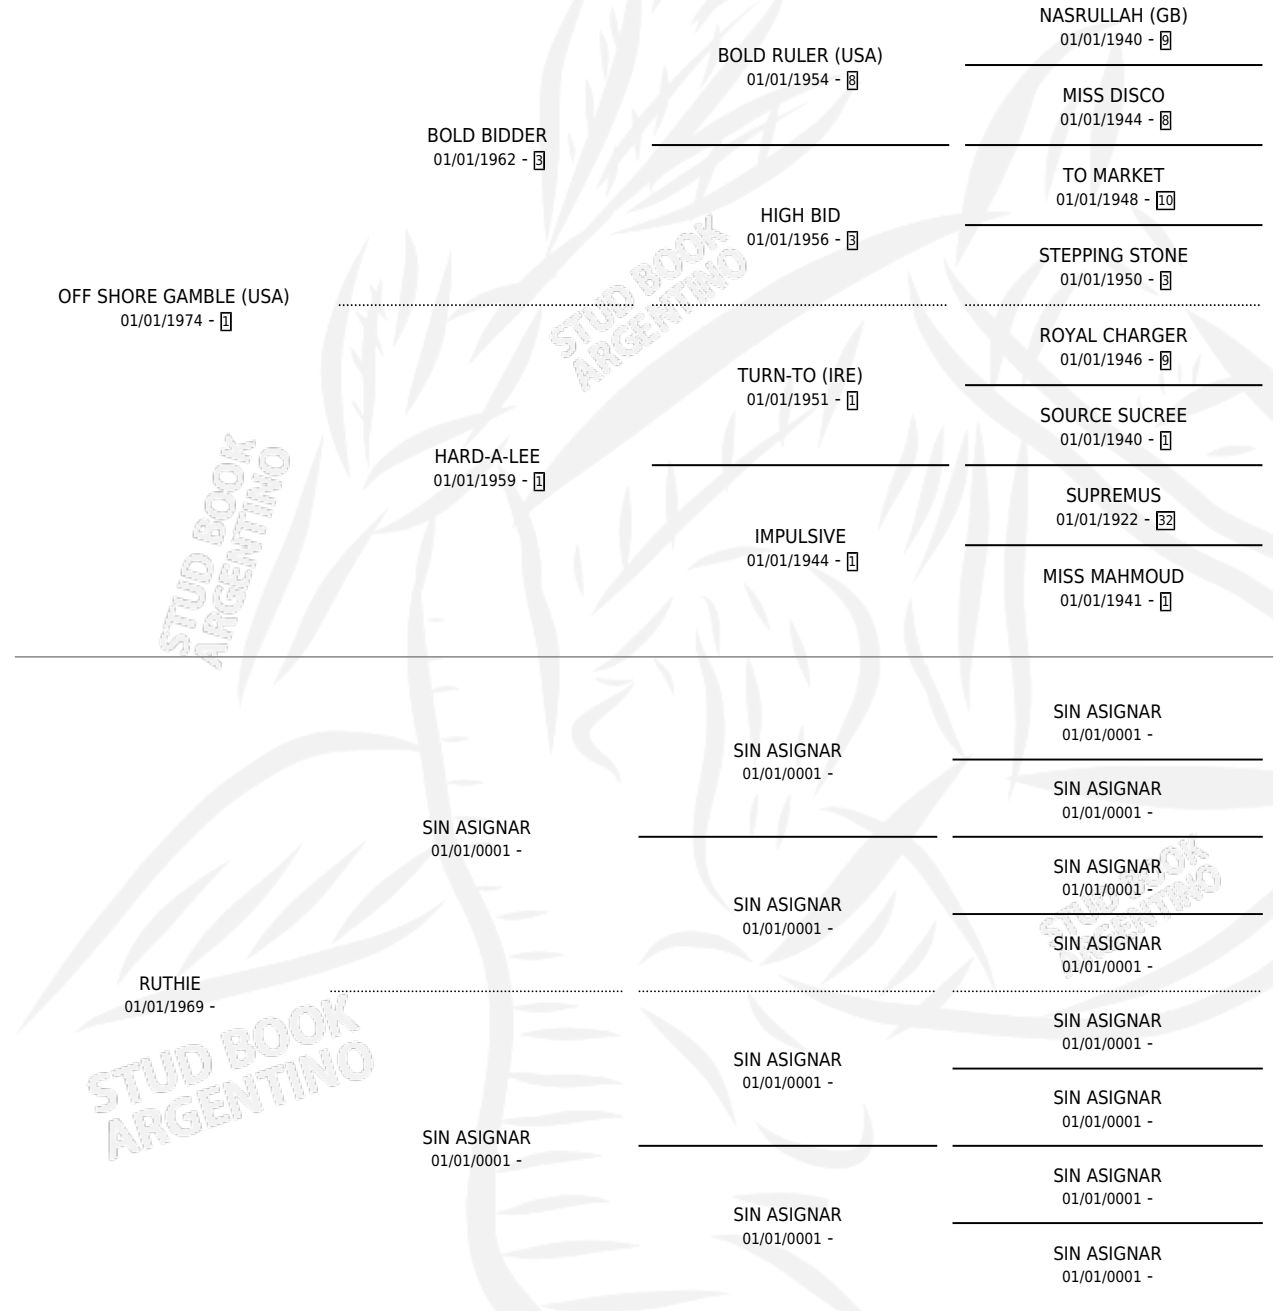 NASRULLAH (GB)
01/01/1940 - 9
BOLD RULER (USA)
01/01/1954 - 8
MISS DISCO
01/01/1944 - 8
BOLD BIDDER
01/01/1962 - 3
TO MARKET
01/01/1948 - 10
HIGH BID
01/01/1956 - 3
STEPPING STONE
01/01/1950 - 3
OFF SHORE GAMBLE (USA)
01/01/1974 - 1
ROYAL CHARGER
01/01/1946 - 9
TURN-TO (IRE)
01/01/1951 - 1
SOURCE SUCREE
01/01/1940 - 1
HARD-A-LEE
01/01/1959 - 1
SUPREMUS
01/01/1922 - 32
IMPULSIVE
01/01/1944 - 1
MISS MAHMOUD
01/01/1941 - 1
STUD BOOK
ARGENTINO
STUD BOOK
ARGENTINO
SIN ASIGNAR
01/01/0001 -
SIN ASIGNAR
01/01/0001 -
SIN ASIGNAR
01/01/0001 -
SIN ASIGNAR
01/01/0001 -
SIN ASIGNAR
01/01/0001 -
SIN ASIGNAR
01/01/0001 -
SIN ASIGNAR
01/01/0001 -
RUTHIE
01/01/1969 -
SIN ASIGNAR
01/01/0001 -
SIN ASIGNAR
01/01/0001 -
SIN ASIGNAR
01/01/0001 -
SIN ASIGNAR
01/01/0001 -
SIN ASIGNAR
01/01/0001 -
SIN ASIGNAR
01/01/0001 -
SIN ASIGNAR
01/01/0001 -
STUD BOOK
ARGENTINO
STUD BOOK
ARGENTINO